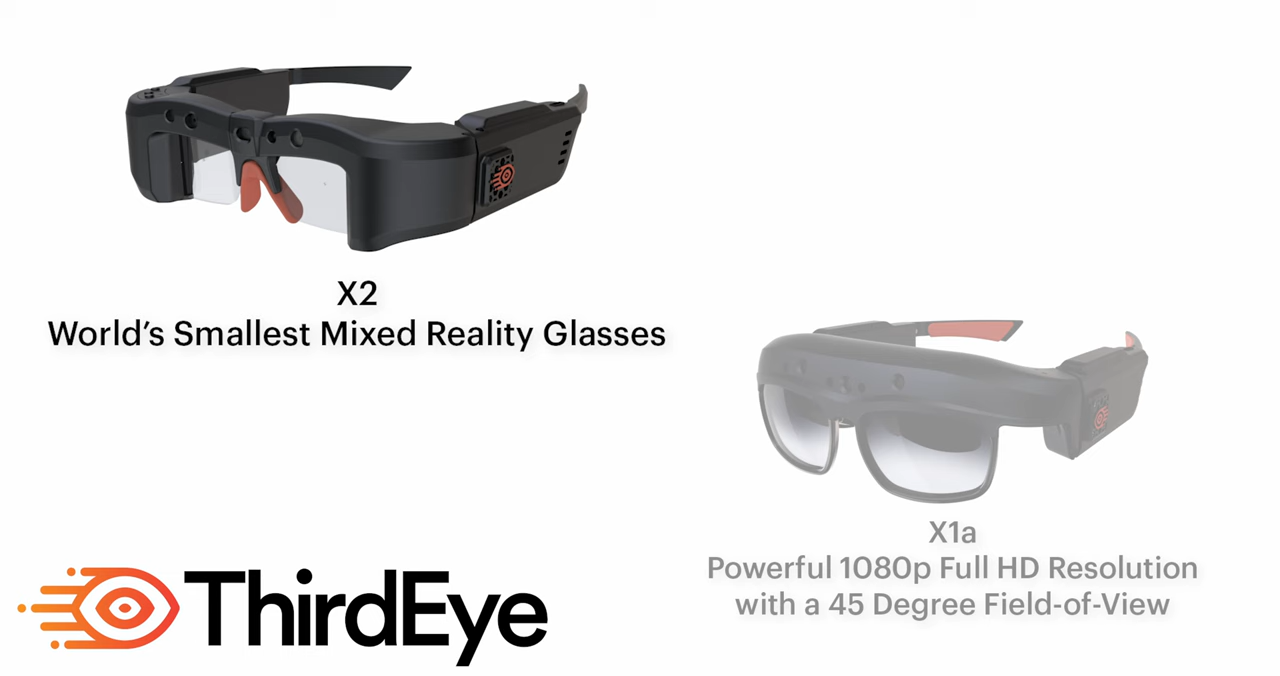 X2
World's Smallest Mixed Reality Glasses
X1a
Powerful 1080p Full HD Resolution
with a 45 Degree Field-of-View
ThirdEye